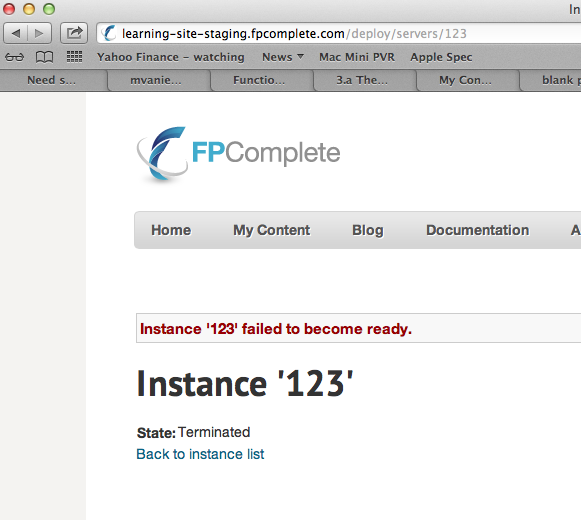 In
learning-site-staging.fpcomplete.com/deploy/servers/123
Yahoo Finance – watching News Mac Mini PVR Apple Spec
Need s... mvanie... Functio... 3.a The... My Con... blank p
FPComplete
Home My Content Blog Documentation A
Instance '123' failed to become ready.
Instance '123'
State: Terminated
Back to instance list